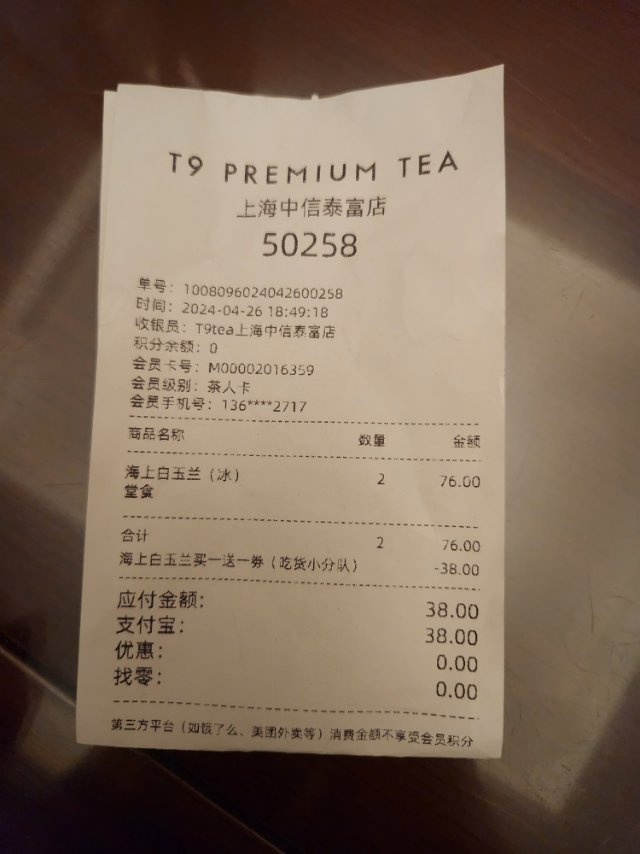 T9 PREMIUM TEA
上海中信泰富店
50258
单号：1008096024042600258
时间：2024-04-26 18:49:18
收银员：T9tea上海中信泰富店
积分余额：0
会员卡号：M00002016359
会员级别：茶人卡
会员手机号：136****2717
商品名称 数量 金额
海上白玉兰（冰） 2 76.00
堂食
合计 2 76.00
海上白玉兰买一送一券（吃货小分队） -38.00
应付金额： 38.00
支付宝： 38.00
优惠： 0.00
找零： 0.00
第三方平台（如饿了么、美团外卖等）消费金额不享受会员积分